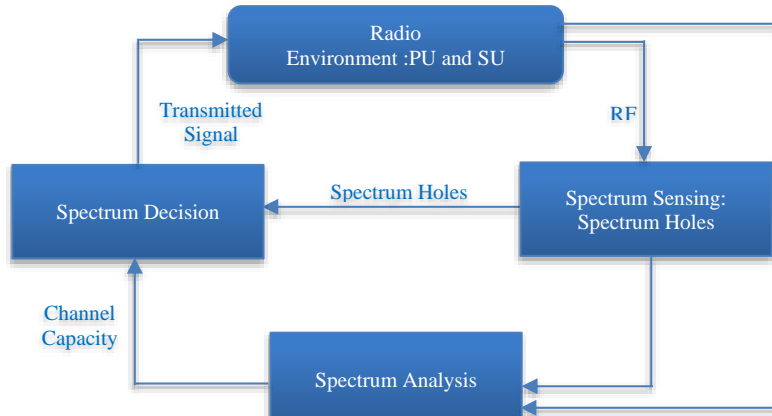 Radio
Environment :PU and SU
Transmitted
Signal
RF
Spectrum Decision
Spectrum Holes
Spectrum Sensing:
Spectrum Holes
Channel
Capacity
Spectrum Analysis